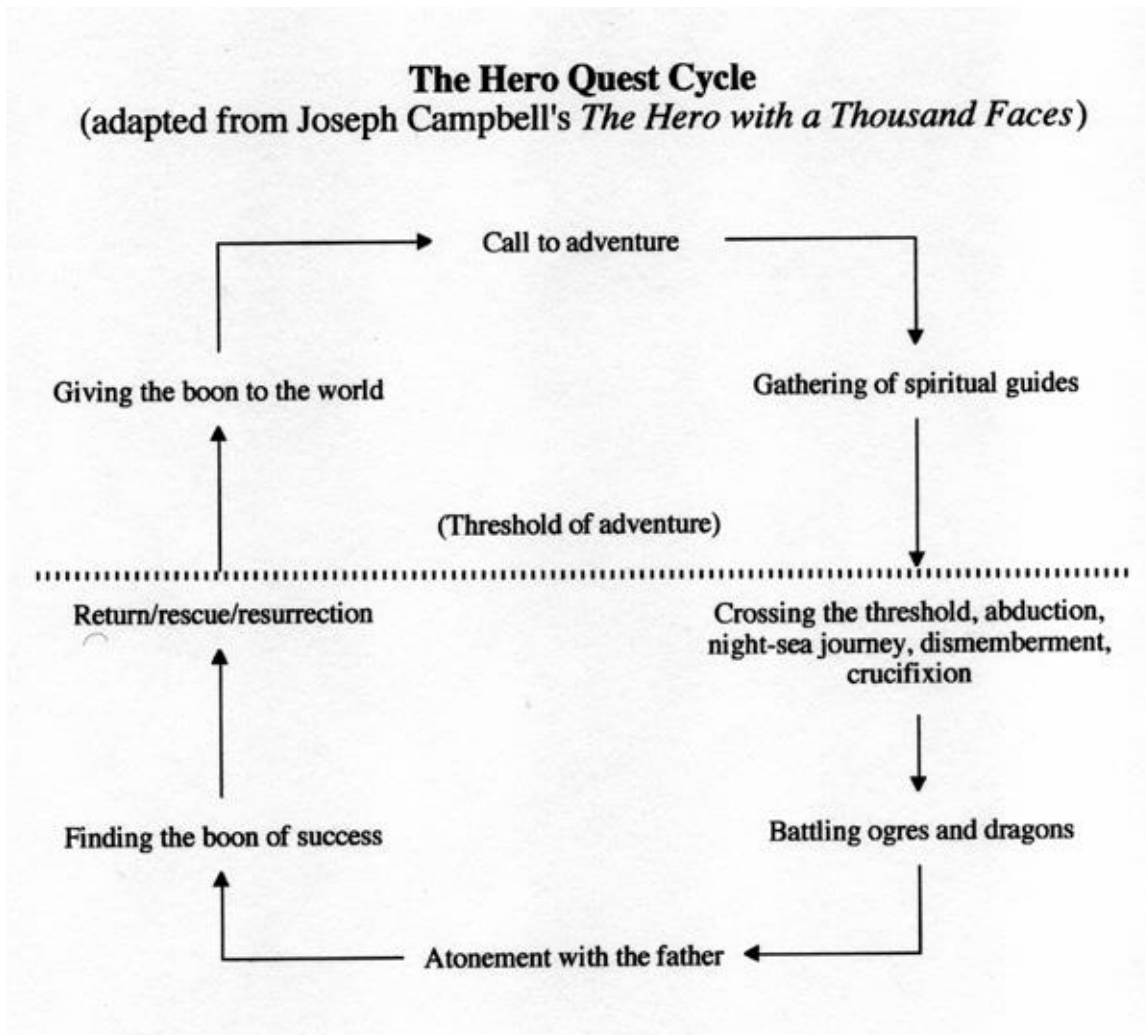 The Hero Quest Cycle
(adapted from Joseph Campbell's The Hero with a Thousand Faces)
Call to adventure
Giving the boon to the world
Gathering of spiritual guides
(Threshold of adventure)
Return/rescue/resurrection
Crossing the threshold, abduction,
night-sea journey, dismemberment,
crucifixion
Finding the boon of success
Battling ogres and dragons
Atonement with the father